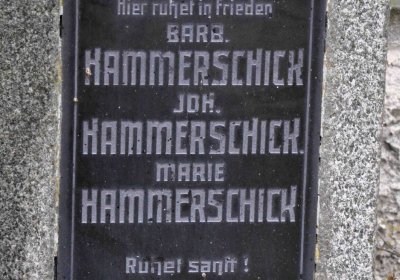 Hier ruhet in Frieden
BARB.
HAMMERSCHICK
JOH.
HAMMERSCHICK.
MARIE
HAMMERSCHICK
Ruhet sanft!